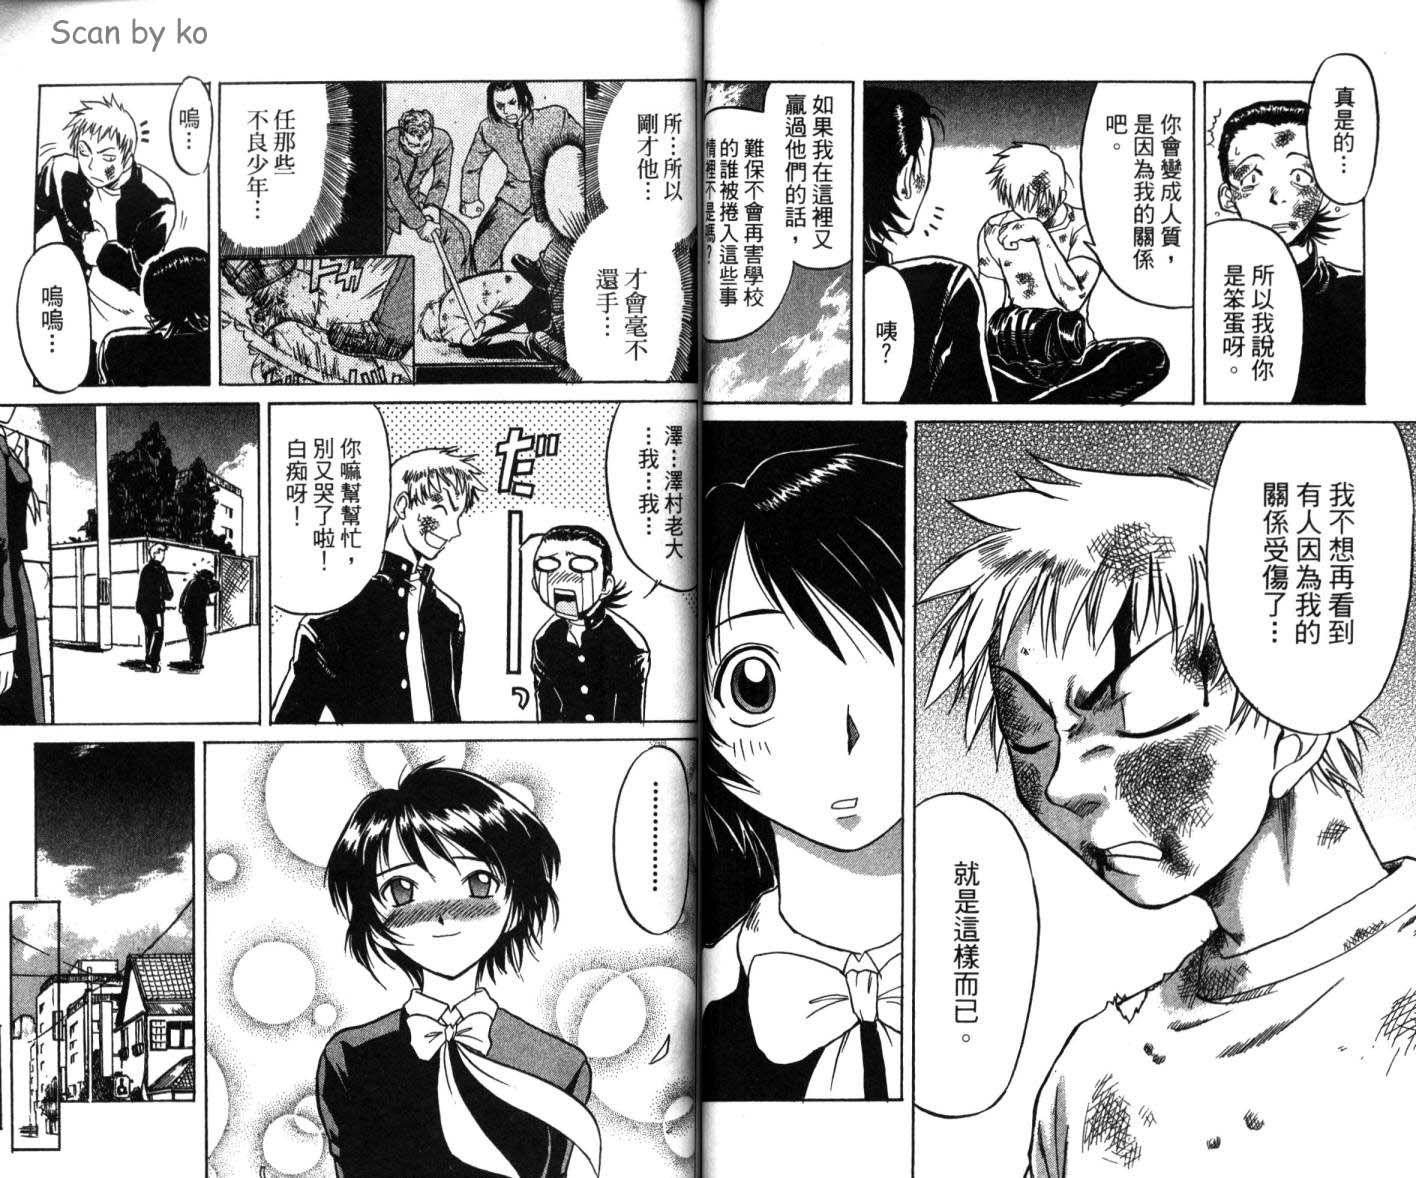 Scan by ko
真是的…
所以我說你
是笨蛋呀。
你會變成人質,
是因為我的關係
吧。
咦?
如果我在這裡又
贏過他們的話,
難保不會再害學校
的誰被捲入這些事
情裡不是嗎?
我不想再看到
有人因為我的
關係受傷了…
就是這樣而已。
所…所以
剛才他…
才會毫不
還手…
任那些
不良少年…
ドカ
嗚…
嗚嗚…
澤…澤村老大
…我…我…
だー,
你嘛幫幫忙,
別又哭了啦!
白痴呀!
…………